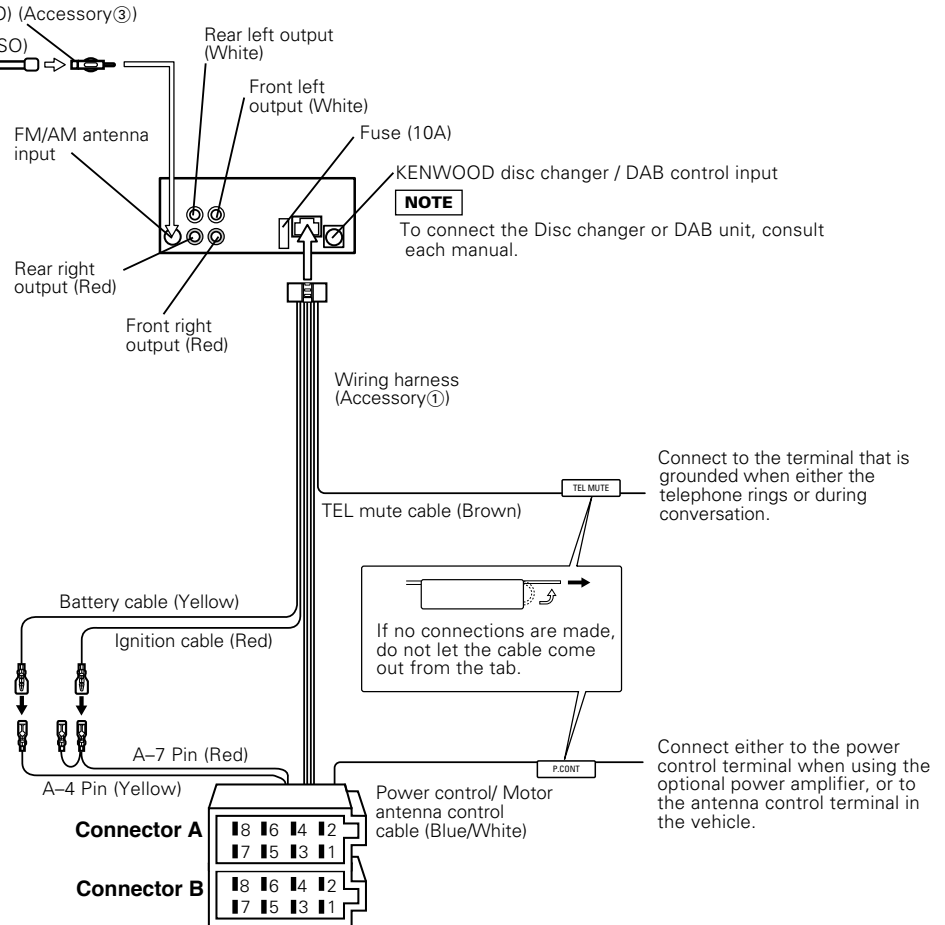 (Accessory③)
Rear left output
(White)
Front left
output (White)
FM/AM antenna
input
Fuse (10A)
KENWOOD disc changer / DAB control input
NOTE
To connect the Disc changer or DAB unit, consult
each manual.
Rear right
output (Red)
Front right
output (Red)
Wiring harness
(Accessory①)
TEL MUTE
Connect to the terminal that is
grounded when either the
telephone rings or during
conversation.
TEL mute cable (Brown)
If no connections are made,
do not let the cable come
out from the tab.
Battery cable (Yellow)
Ignition cable (Red)
A–7 Pin (Red)
A–4 Pin (Yellow)
P.CONT
Connect either to the power
control terminal when using the
optional power amplifier, or to
the antenna control terminal in
the vehicle.
Power control/ Motor
antenna control
cable (Blue/White)
Connector A
8 6 4 2
7 5 3 1
Connector B
8 6 4 2
7 5 3 1